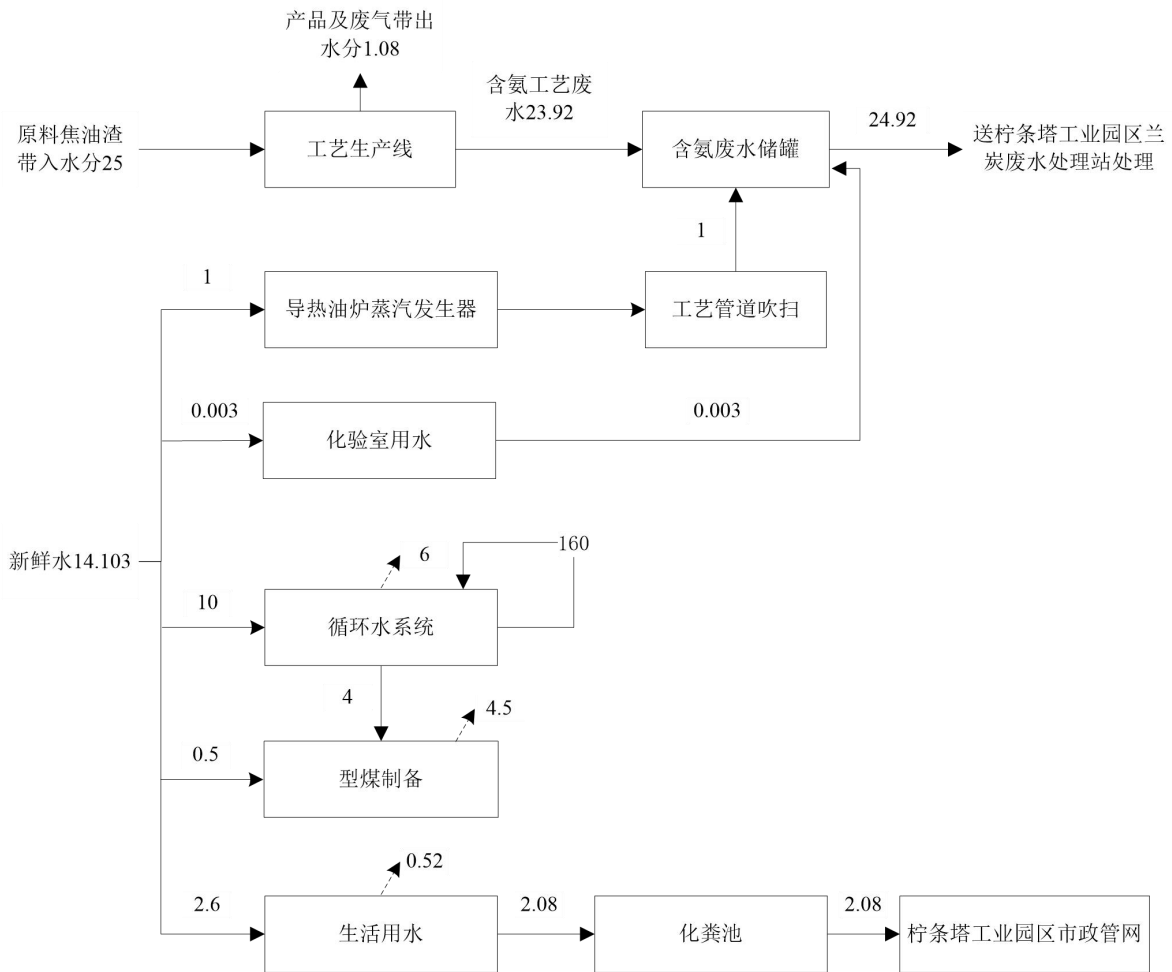 产品及废气带出
水分1.08
含氨工艺废
水23.92
24.92
原料焦油渣
带入水分25
工艺生产线
含氨废水储罐
送柠条塔工业园区兰
炭废水处理站处理
1
1
导热油炉蒸汽发生器
工艺管道吹扫
0.003
0.003
化验室用水
新鲜水14.103
6
160
10
循环水系统
4
4.5
0.5
型煤制备
0.52
2.6
生活用水
2.08
化粪池
2.08
柠条塔工业园区市政管网